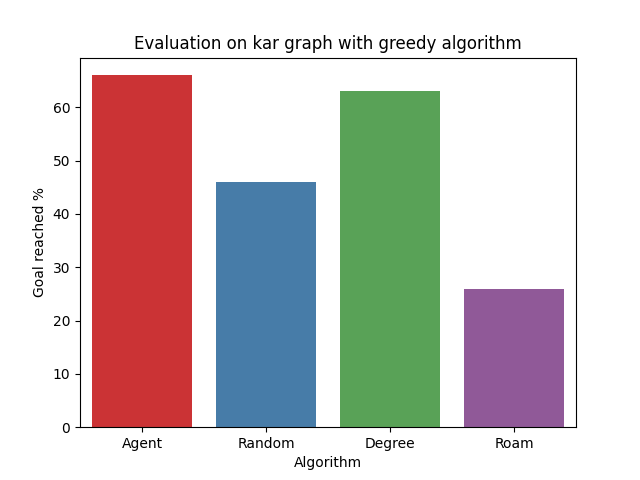 Evaluation on kar graph with greedy algorithm
Goal reached %
60
50
40
30
20
10
0
Agent Random Degree Roam
Algorithm